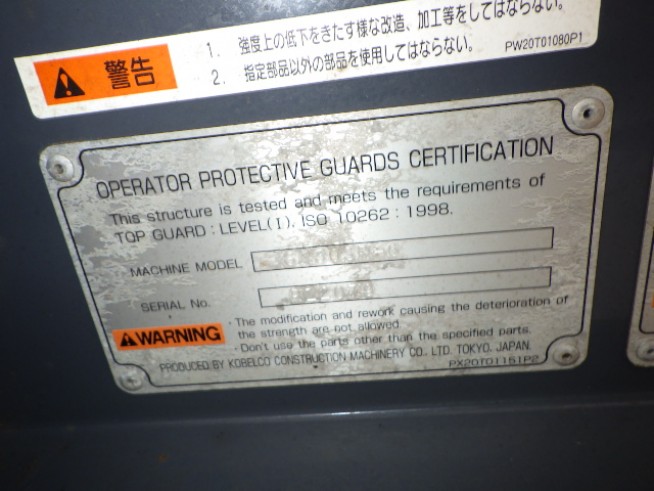 警告
1. 強度上の低下をきたす様な改造、加工等をしてはならない。
2. 指定部品以外の部品を使用してはならない。 PW20T01080P1
OPERATOR PROTECTIVE GUARDS CERTIFICATION
This structure is tested and meets the requirements of
TOP GUARD : LEVEL(I), ISO 10262 : 1998.
MACHINE MODEL
SERIAL No.
WARNING
· The modification and rework causing the deterioration of
the strength are not allowed.
· Don't use the parts other than the specified parts.
PRODUCED BY KOBELCO CONSTRUCTION MACHINERY CO., LTD. TOKYO, JAPAN.
PX20T01151P2